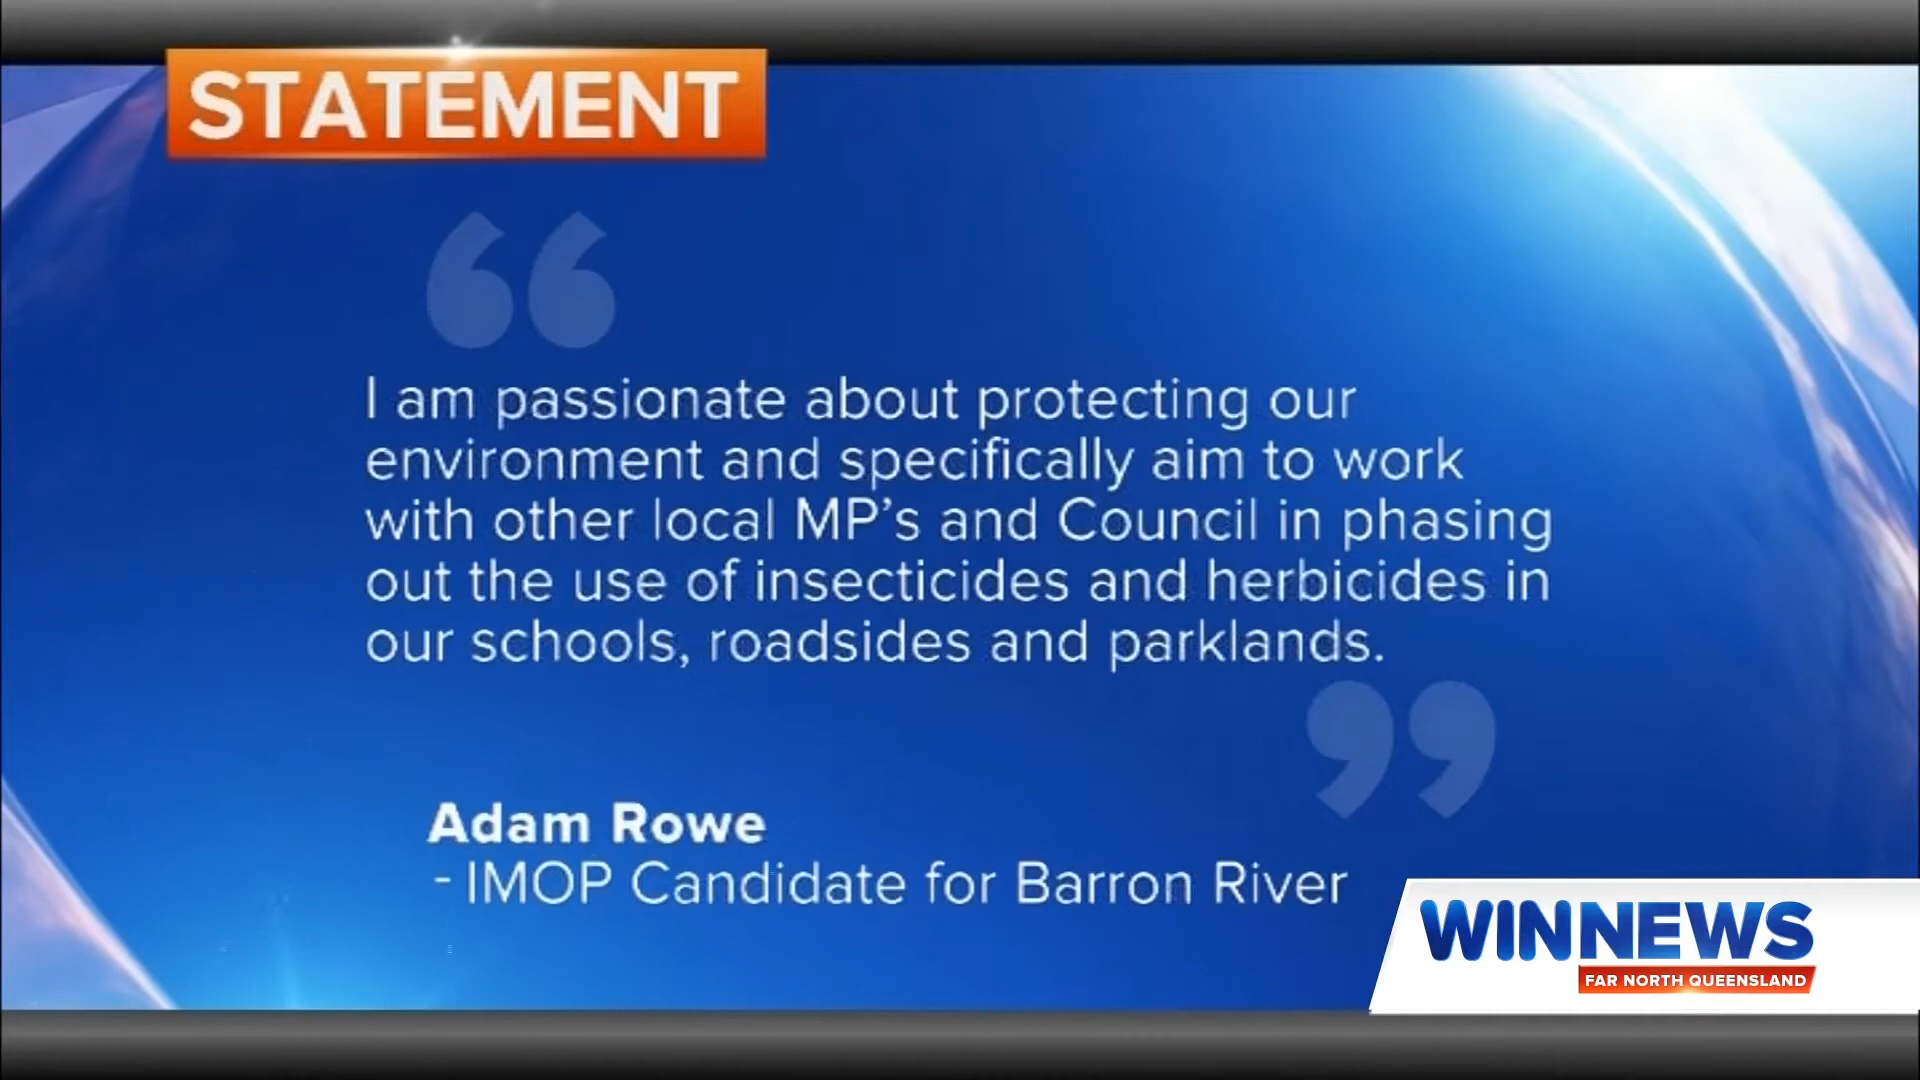 STATEMENT
“
I am passionate about protecting our
environment and specifically aim to work
with other local MP’s and Council in phasing
out the use of insecticides and herbicides in
our schools, roadsides and parklands.
”
Adam Rowe
- IMOP Candidate for Barron River
WINNEWS
FAR NORTH QUEENSLAND